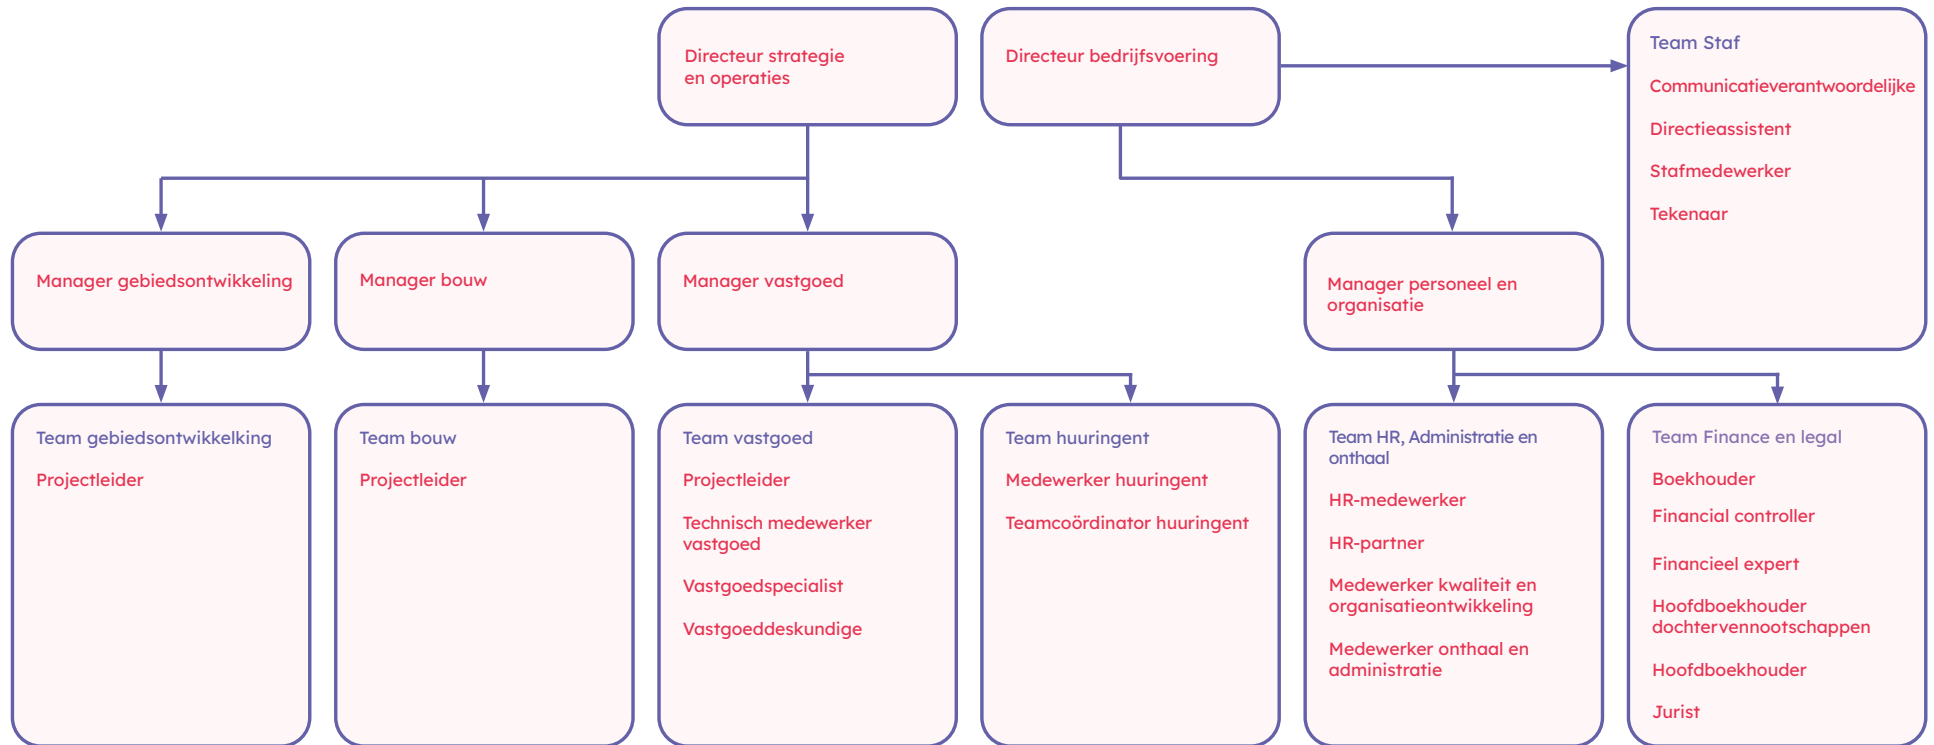 Directeur strategie
en operaties
Directeur bedrijfsvoering
Team Staf
Communicatieverantwoordelijke
Directieassistent
Stafmedewerker
Tekenaar
Manager gebiedsontwikkeling
Manager bouw
Manager vastgoed
Manager personeel en
organisatie
Team gebiedsontwikkelking
Projectleider
Team bouw
Projectleider
Team vastgoed
Projectleider
Technisch medewerker
vastgoed
Vastgoedspecialist
Vastgoeddeskundige
Team huuringent
Medewerker huuringent
Teamcoördinator huuringent
Team HR, Administratie en
onthaal
HR-medewerker
HR-partner
Medewerker kwaliteit en
organisatieontwikkeling
Medewerker onthaal en
administratie
Team Finance en legal
Boekhouder
Financial controller
Financieel expert
Hoofdboekhouder
dochtervennootschappen
Hoofdboekhouder
Jurist